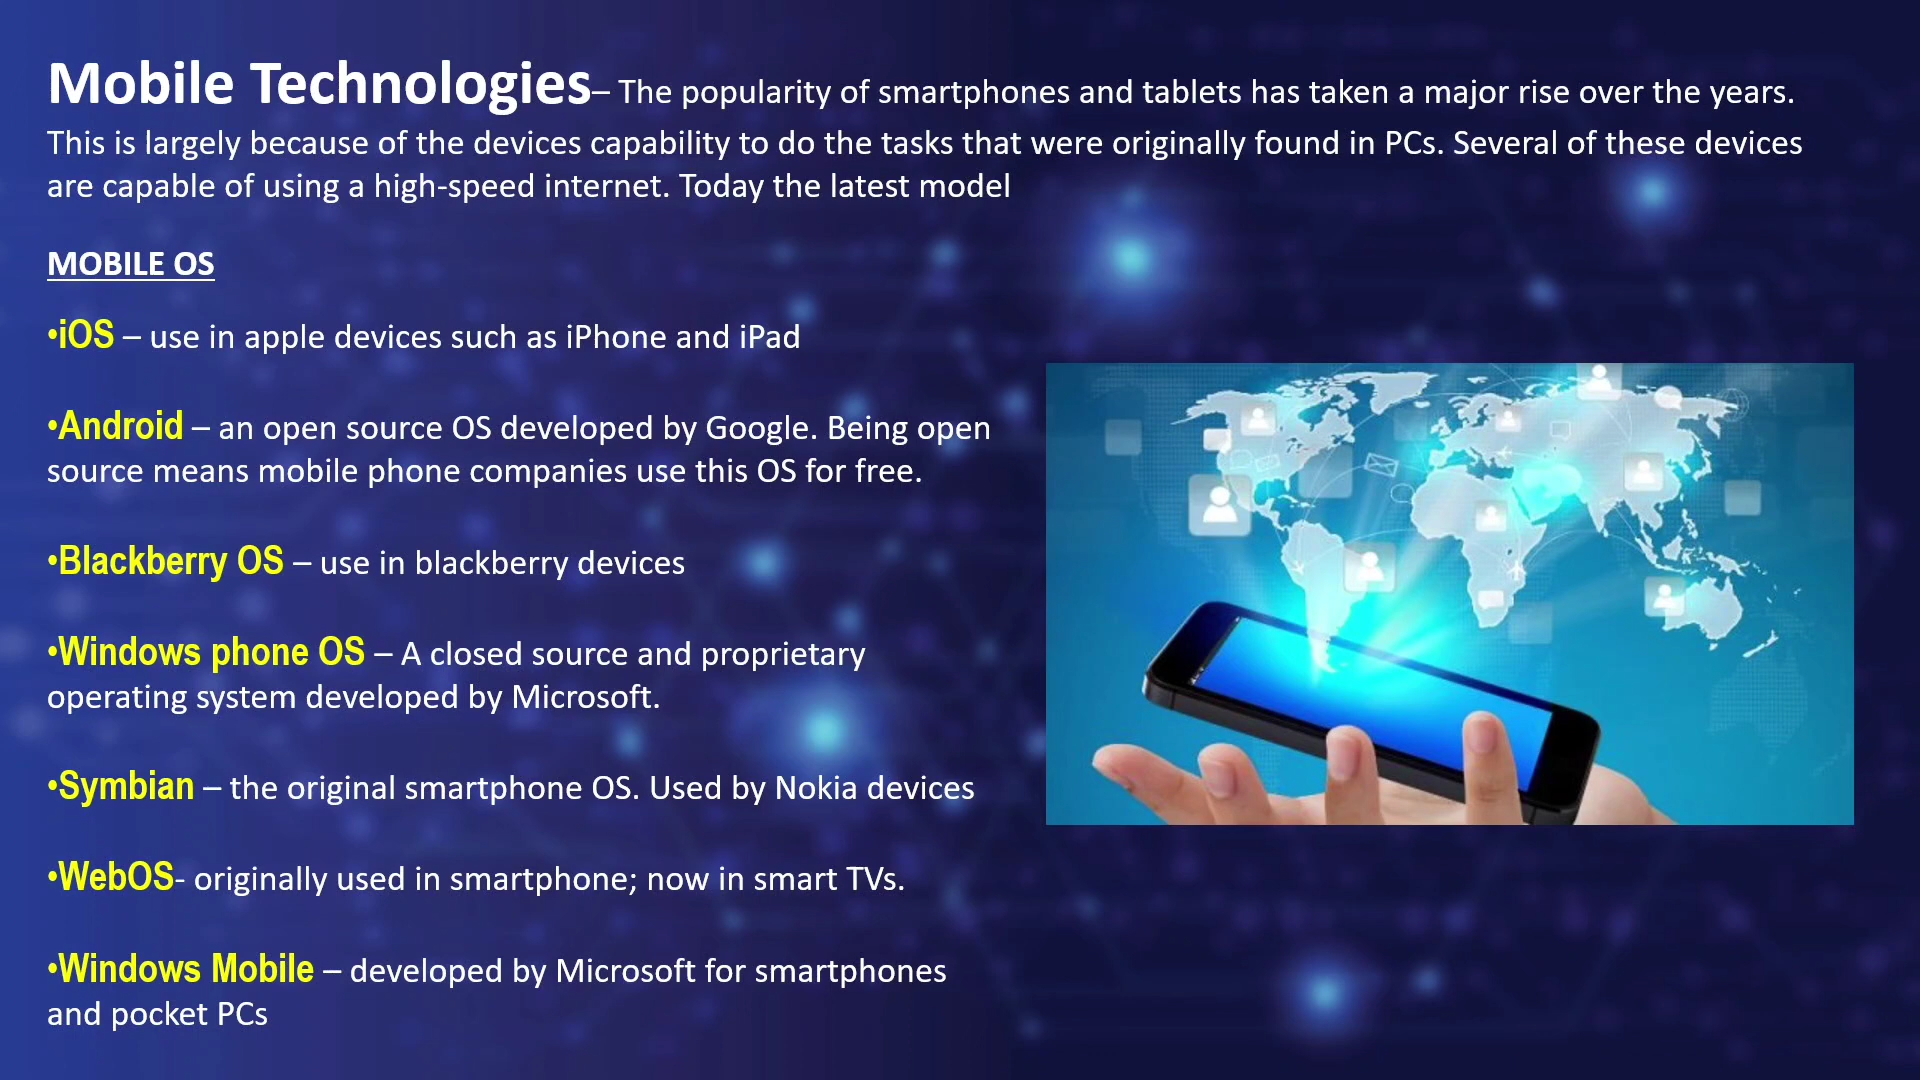 Mobile Technologies– The popularity of smartphones and tablets has taken a major rise over the years.
This is largely because of the devices capability to do the tasks that were originally found in PCs. Several of these devices
are capable of using a high-speed internet. Today the latest model
MOBILE OS
•iOS – use in apple devices such as iPhone and iPad
•Android – an open source OS developed by Google. Being open
source means mobile phone companies use this OS for free.
•Blackberry OS – use in blackberry devices
•Windows phone OS – A closed source and proprietary
operating system developed by Microsoft.
•Symbian – the original smartphone OS. Used by Nokia devices
•WebOS- originally used in smartphone; now in smart TVs.
•Windows Mobile – developed by Microsoft for smartphones
and pocket PCs